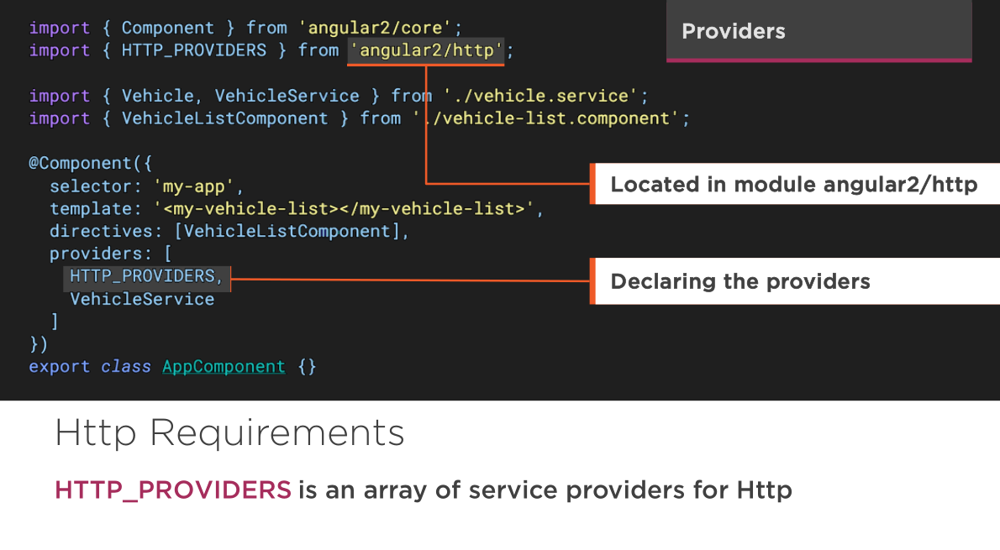 import { Component } from 'angular2/core';
import { HTTP_PROVIDERS } from 'angular2/http';
Providers
import { Vehicle, VehicleService } from './vehicle.service';
import { VehicleListComponent } from './vehicle-list.component';
@Component({
selector: 'my-app',
template: '<my-vehicle-list></my-vehicle-list>',
directives: [VehicleListComponent],
providers: [
HTTP_PROVIDERS,
VehicleService
]
})
export class AppComponent {}
Located in module angular2/http
Declaring the providers
Http Requirements
HTTP_PROVIDERS is an array of service providers for Http